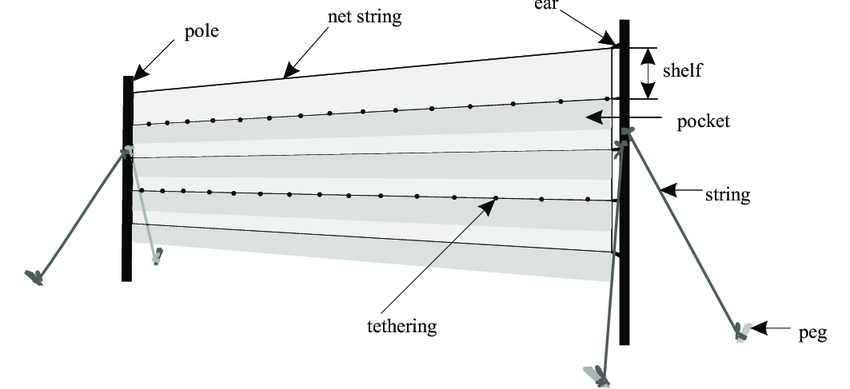 ear
net string
pole
shelf
pocket
string
tethering
peg